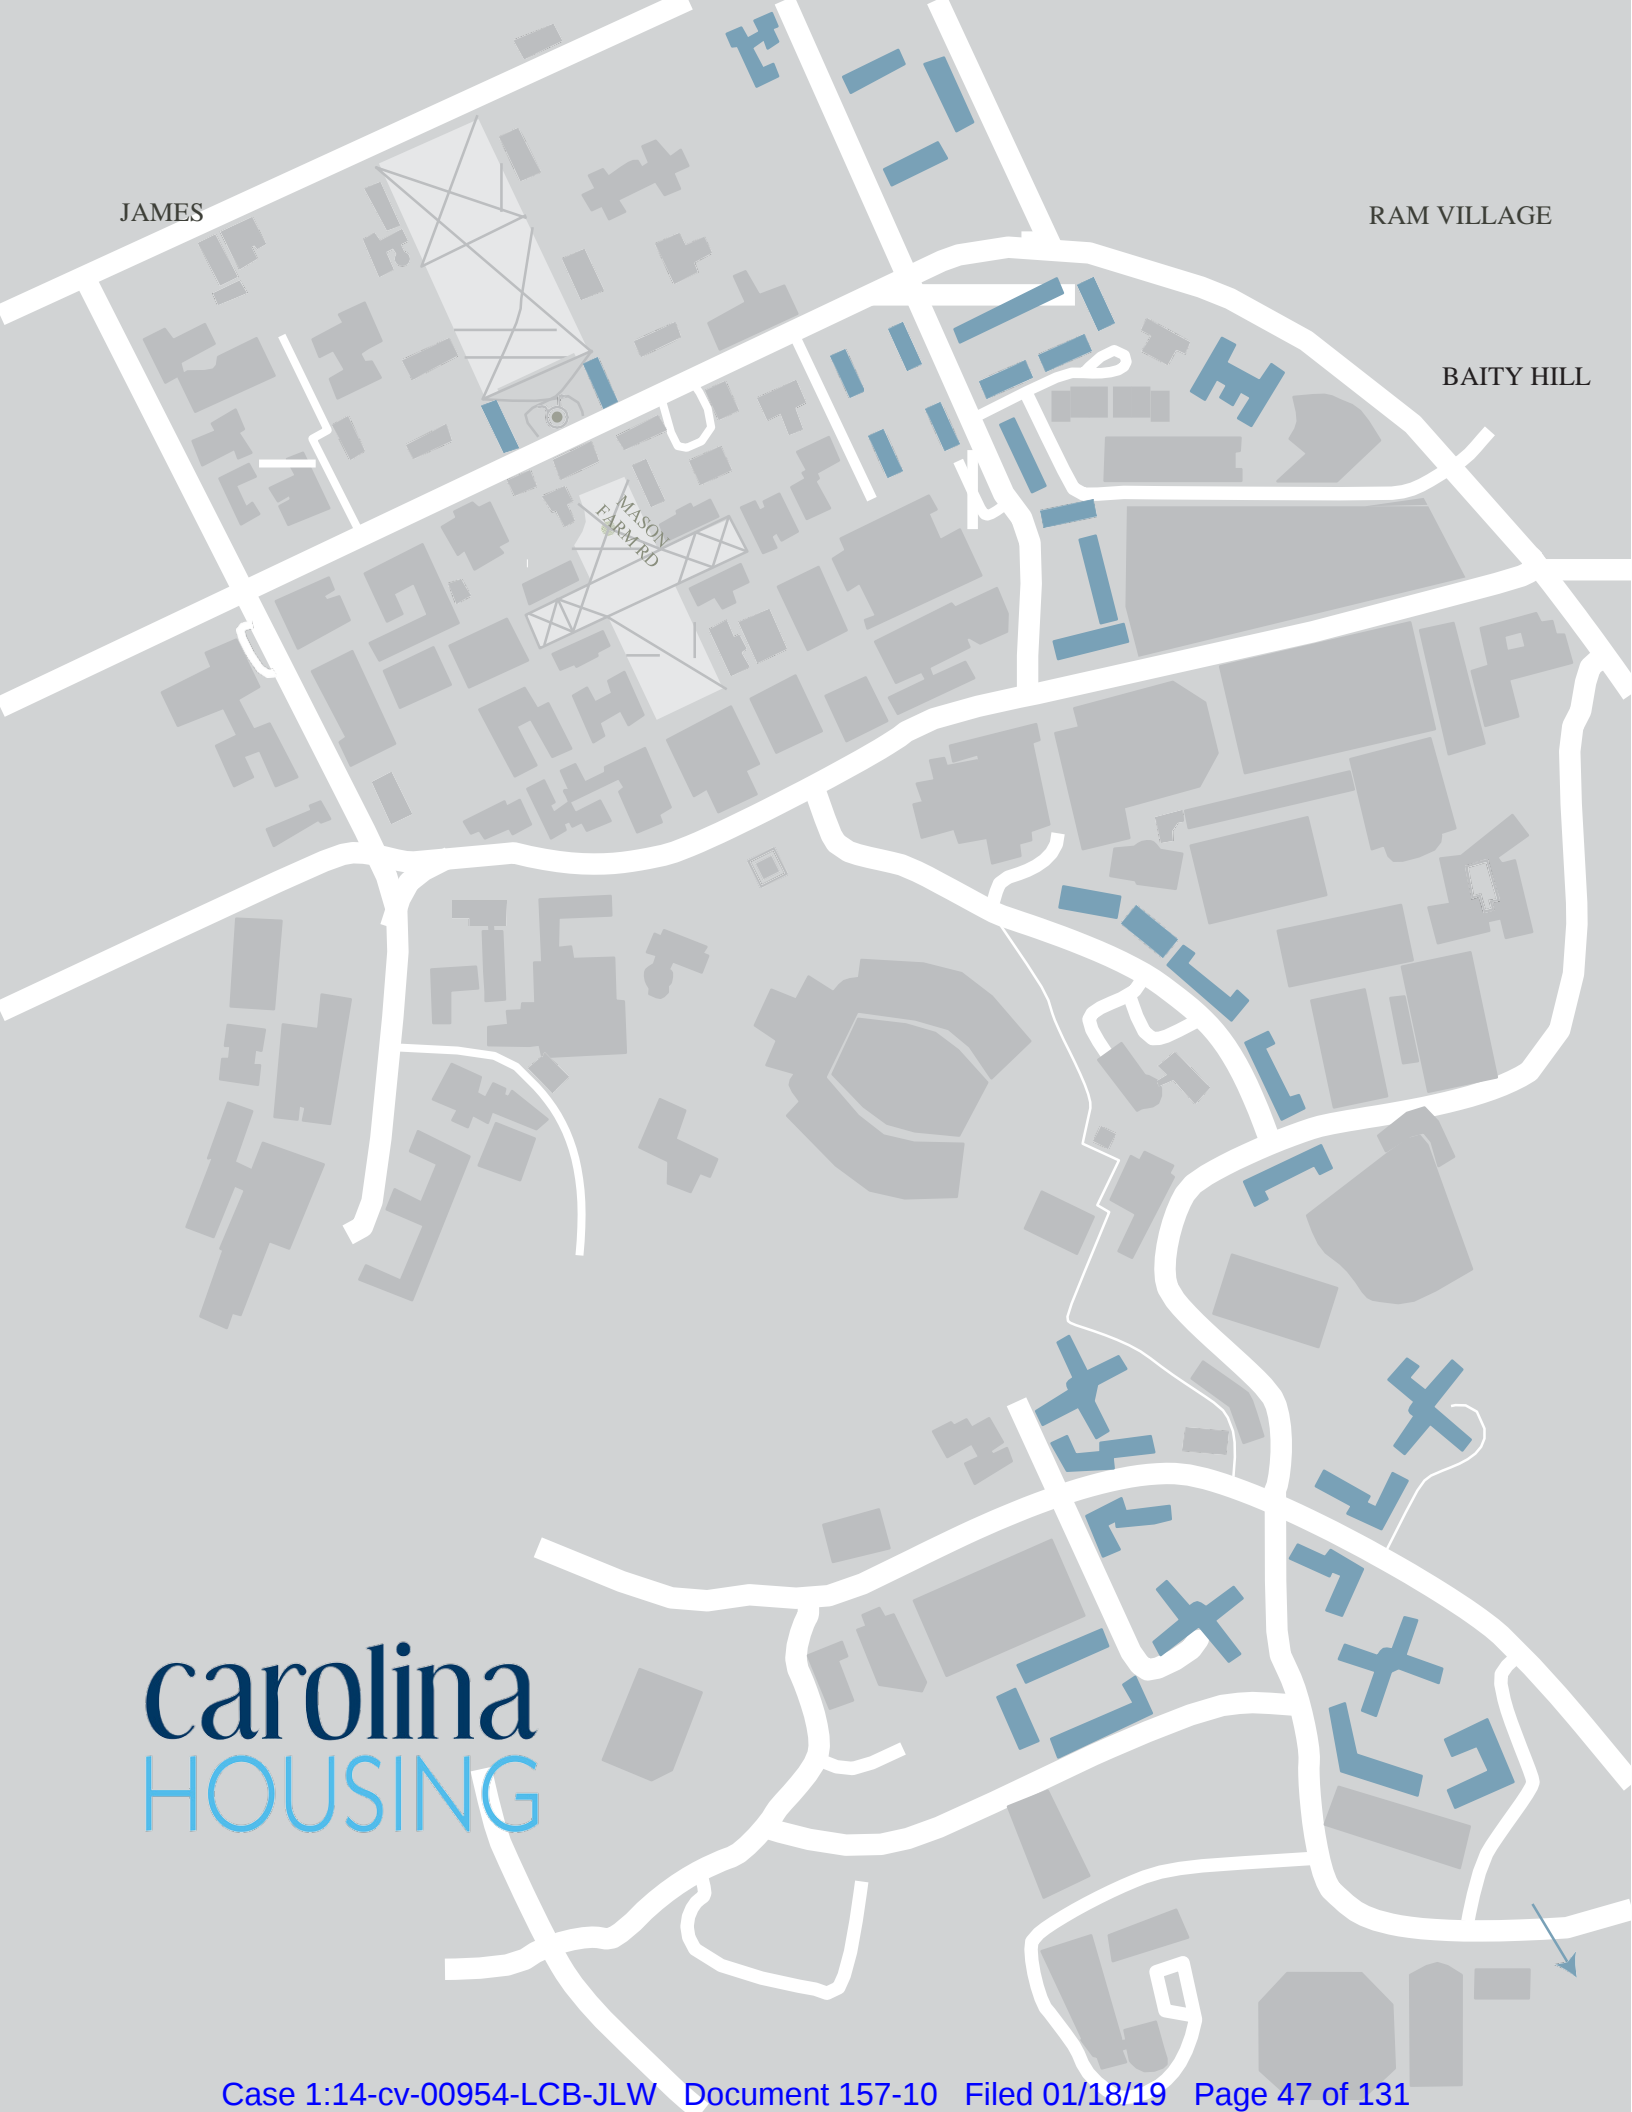 JAMES
RAM VILLAGE
BAITY HILL
MASON
FARM RD
carolina
HOUSING
Case 1:14-cv-00954-LCB-JLW Document 157-10 Filed 01/18/19 Page 47 of 131